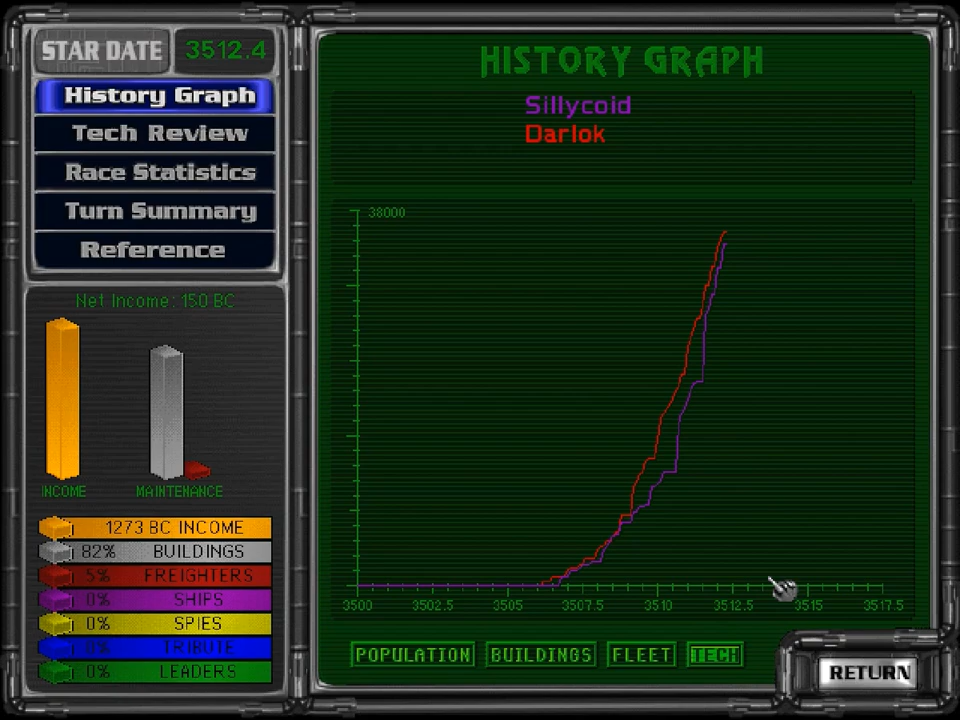 STAR DATE
3512.4
History Graph
Tech Review
Race Statistics
Turn Summary
Reference
Net Income: 150 BC
INCOME
MAINTENANCE
1273 BC INCOME
82% BUILDINGS
5% FREIGHTERS
0% SHIPS
0% SPIES
0% TRIBUTE
0% LEADERS
HISTORY GRAPH
Sillycoid
Darlok
38000
3500 3502.5 3505 3507.5 3510 3512.5 3515 3517.5
POPULATION BUILDINGS FLEET TECH
RETURN